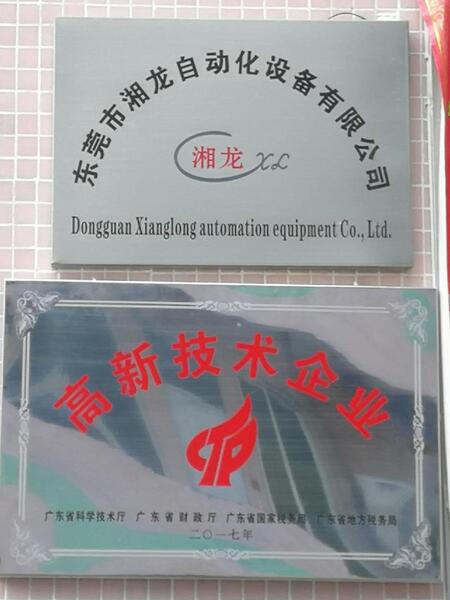 东莞市湘龙自动化设备有限公司
湘龙 XL
Dongguan Xianglong automation equipment Co., Ltd.
高新技术企业
广东省科学技术厅 广东省财政厅 广东省国家税务局 广东省地方税务局
二〇一七年